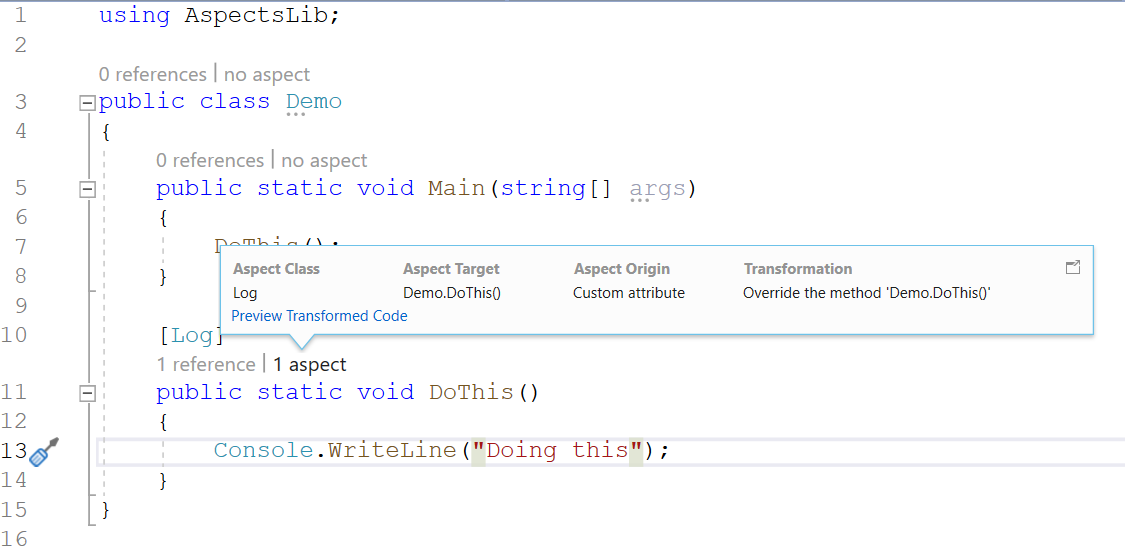 1 using AspectsLib;
2
0 references | no aspect
3 public class Demo
4 {
0 references | no aspect
5 public static void Main(string[] args)
6 {
7 DoThis();
Aspect Class Aspect Target Aspect Origin Transformation
8 }
Log Demo.DoThis() Custom attribute Override the method 'Demo.DoThis()'
9
Preview Transformed Code
10 [Log]
1 reference | 1 aspect
11 public static void DoThis()
12 {
13 Console.WriteLine("Doing this");
14 }
15 }
16